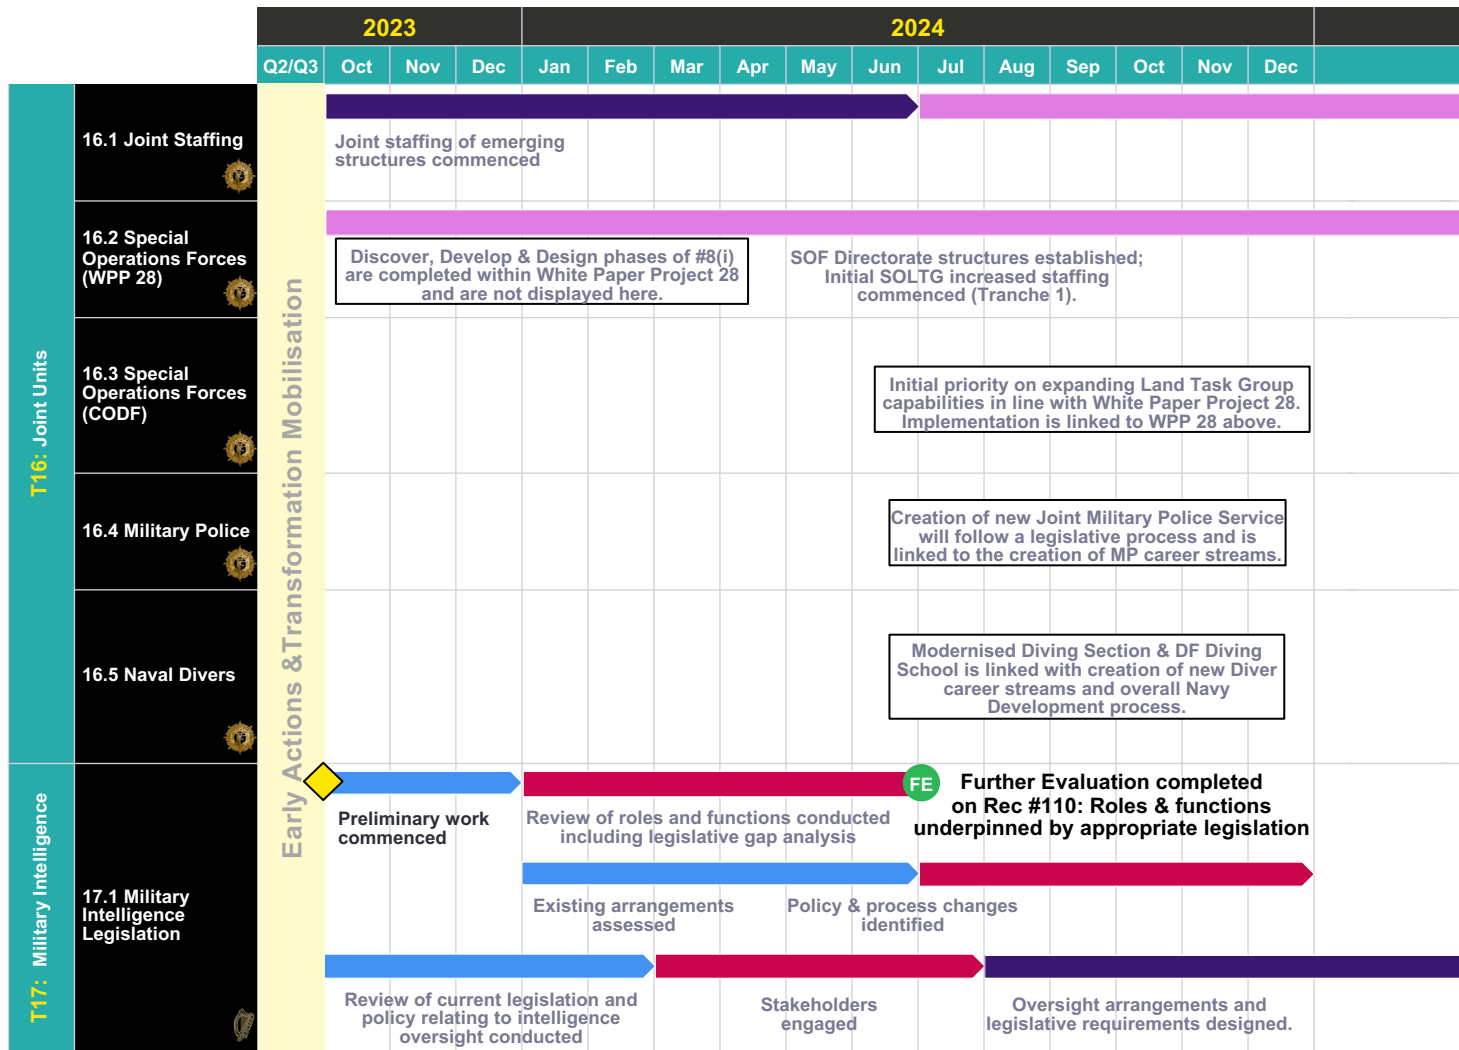 2023
2024
Q2/Q3 Oct Nov Dec Jan Feb Mar Apr May Jun Jul Aug Sep Oct Nov Dec
T16: Joint Units
Early Actions &Transformation Mobilisation
16.1 Joint Staffing
Joint staffing of emerging
structures commenced
16.2 Special
Operations Forces
(WPP 28)
Discover, Develop & Design phases of #8(i)
are completed within White Paper Project 28
and are not displayed here.
SOF Directorate structures established;
Initial SOLTG increased staffing
commenced (Tranche 1).
16.3 Special
Operations Forces
(CODF)
Initial priority on expanding Land Task Group
capabilities in line with White Paper Project 28.
Implementation is linked to WPP 28 above.
16.4 Military Police
Creation of new Joint Military Police Service
will follow a legislative process and is
linked to the creation of MP career streams.
16.5 Naval Divers
Modernised Diving Section & DF Diving
School is linked with creation of new Diver
career streams and overall Navy
Development process.
T17: Military Intelligence
17.1 Military
Intelligence
Legislation
Preliminary work
commenced
Review of roles and functions conducted
including legislative gap analysis
FE
Further Evaluation completed
on Rec #110: Roles & functions
underpinned by appropriate legislation
Existing arrangements
assessed
Policy & process changes
identified
Review of current legislation and
policy relating to intelligence
oversight conducted
Stakeholders
engaged
Oversight arrangements and
legislative requirements designed.